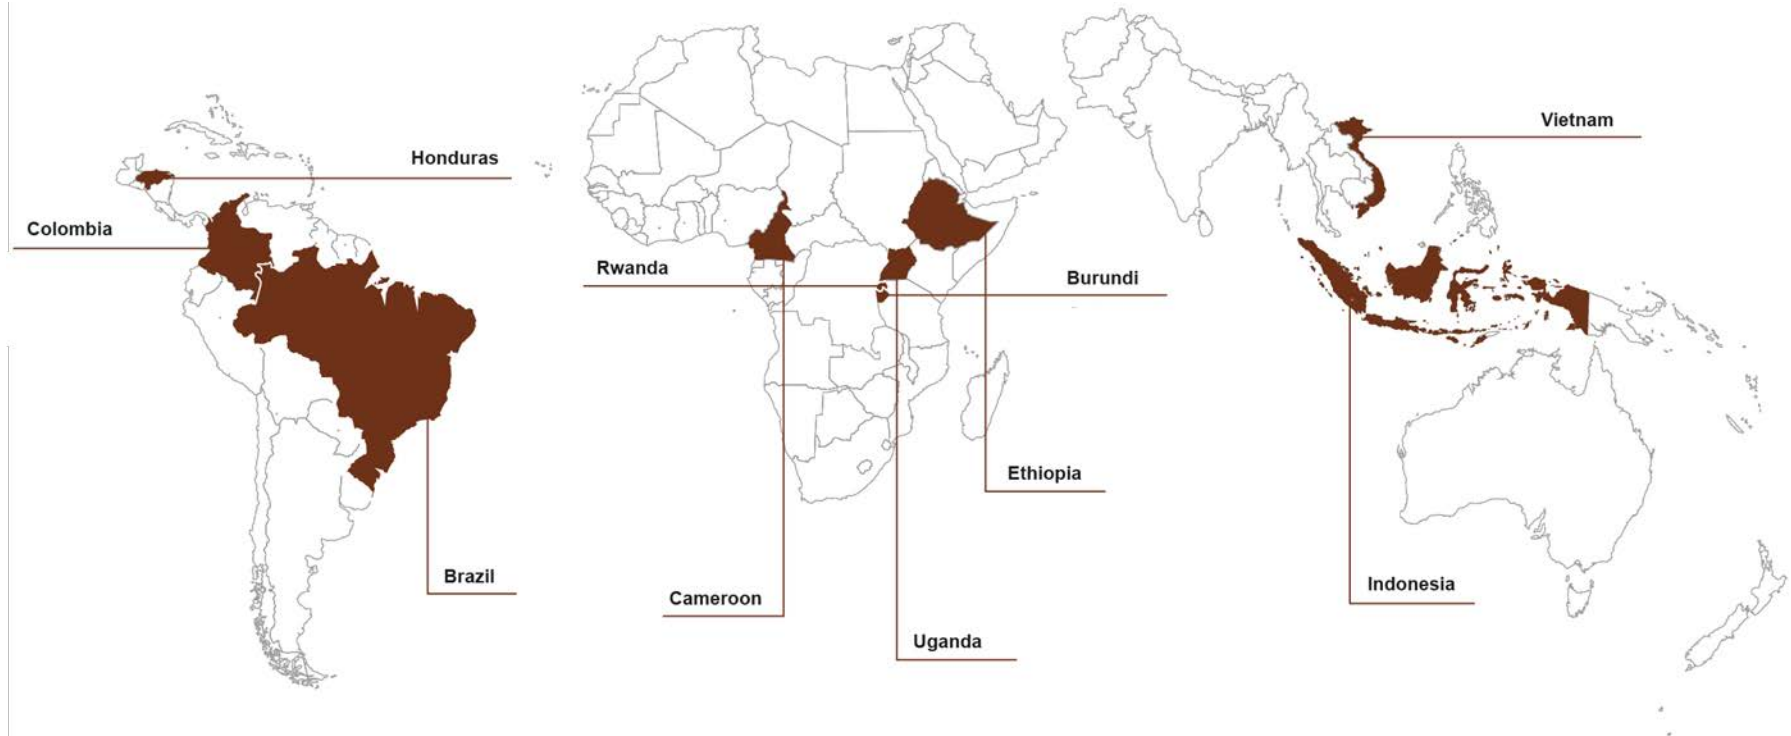 Honduras
Colombia
Brazil
Rwanda
Burundi
Ethiopia
Cameroon
Uganda
Vietnam
Indonesia